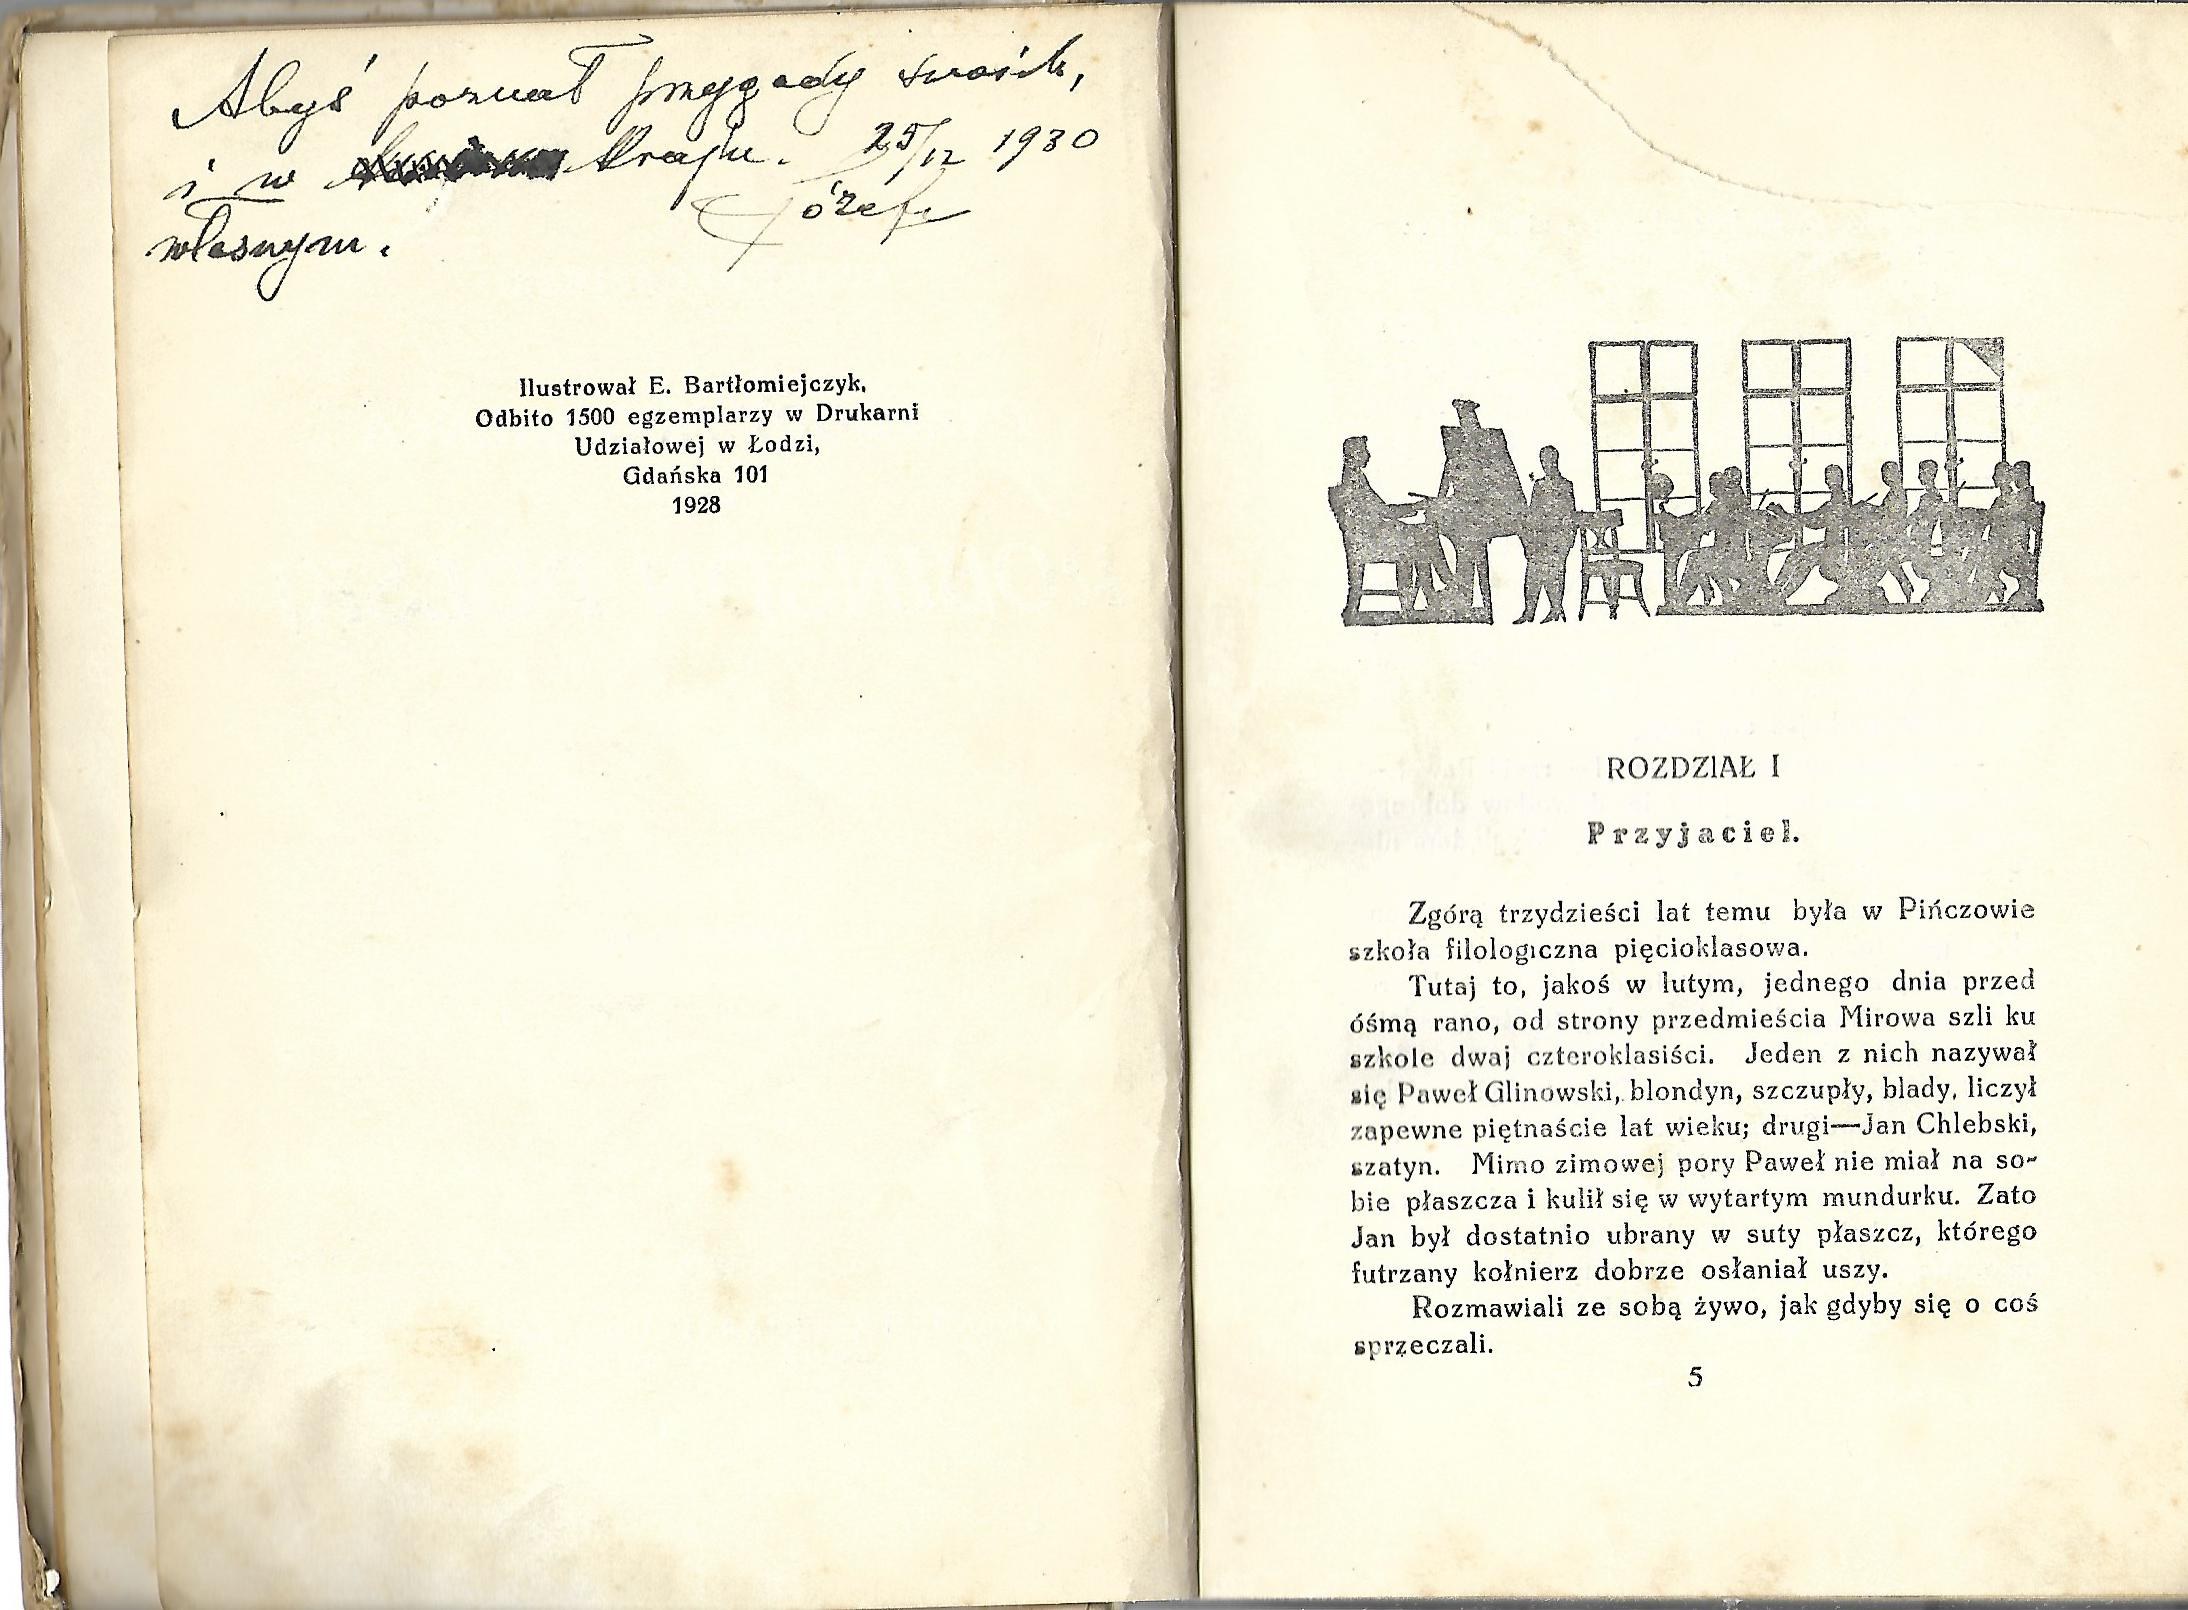 Abyś poznał przygody swoich,
i w kraju. 25/12 1930
własnym. Józef
Ilustrował E. Bartłomiejczyk.
Odbito 1500 egzemplarzy w Drukarni
Udziałowej w Łodzi,
Gdańska 101
1928
ROZDZIAŁ I
Przyjaciel.
Zgórą trzydzieści lat temu była w Pińczowie
szkoła filologiczna pięcioklasowa.
Tutaj to, jakoś w lutym, jednego dnia przed
óśmą rano, od strony przedmieścia Mirowa szli ku
szkole dwaj czteroklasiści. Jeden z nich nazywał
się Paweł Glinowski, blondyn, szczupły, blady, liczył
zapewne piętnaście lat wieku; drugi—Jan Chlebski,
szatyn. Mimo zimowej pory Paweł nie miał na so-
bie płaszcza i kulił się w wytartym mundurku. Zato
Jan był dostatnio ubrany w suty płaszcz, którego
futrzany kołnierz dobrze osłaniał uszy.
Rozmawiali ze sobą żywo, jak gdyby się o coś
sprzeczali.
5